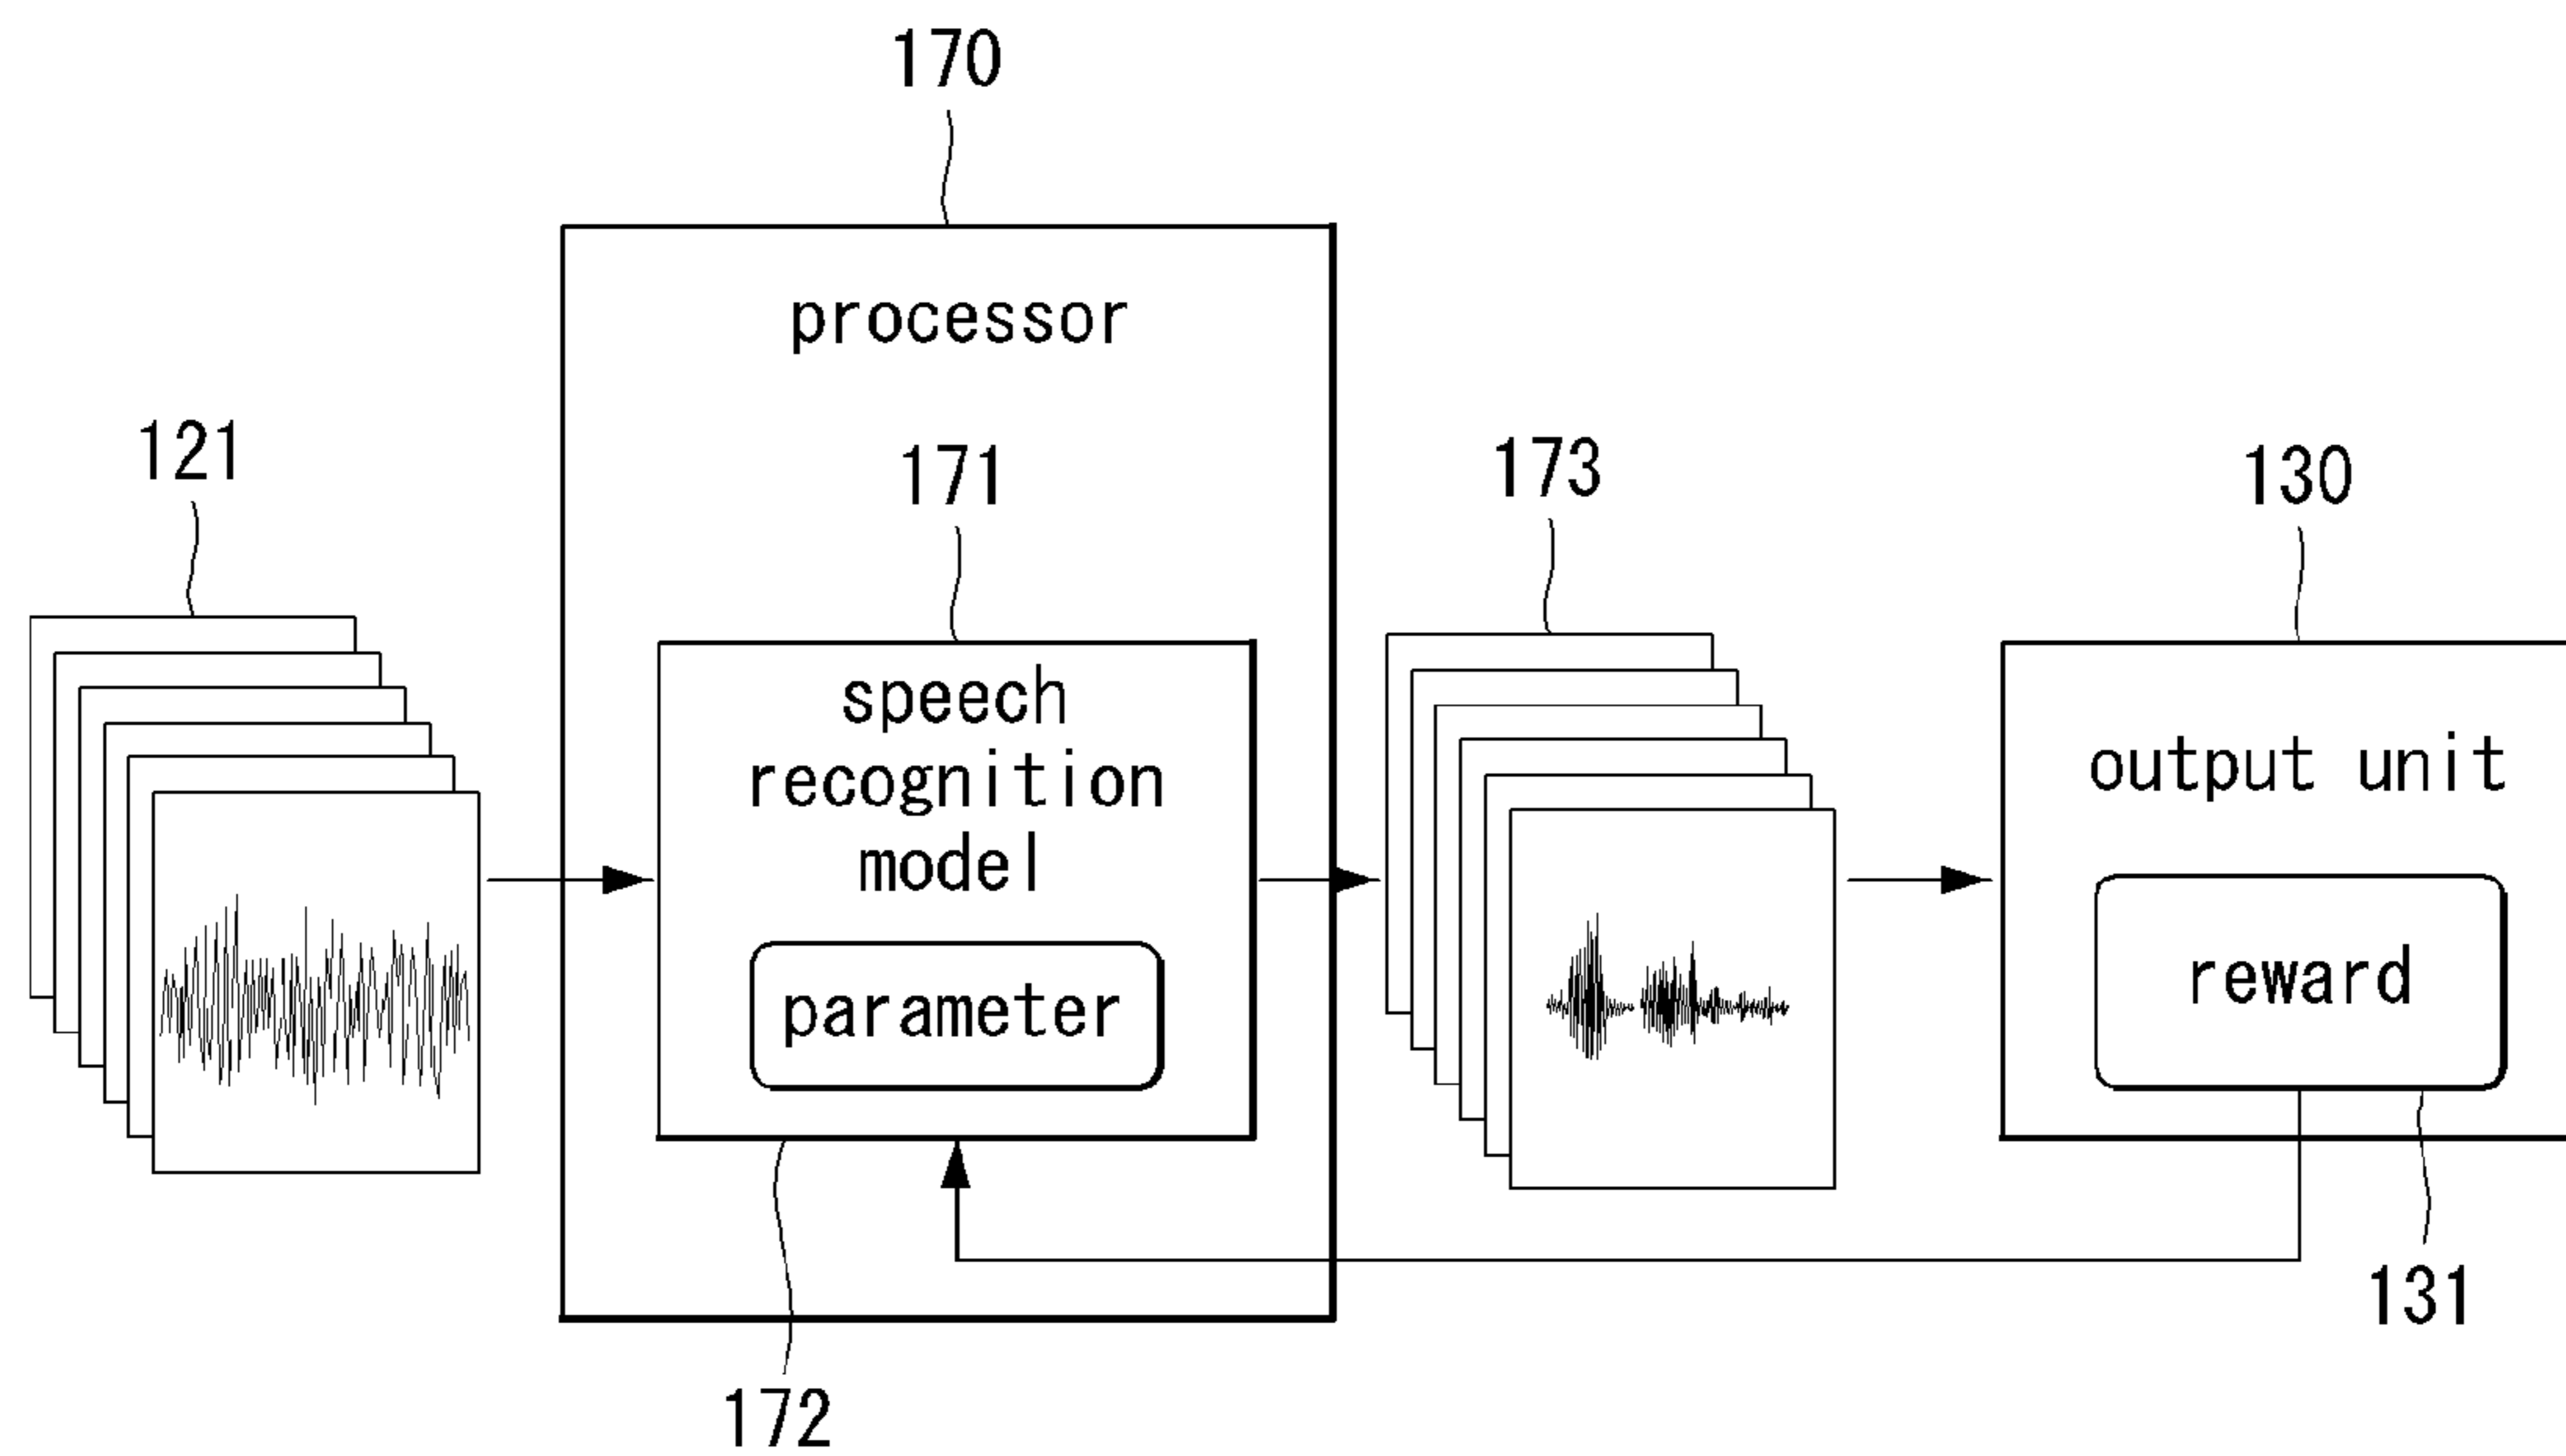 170
processor
121
171
173
130
speech
recognition
model
output unit
parameter
reward
131
172